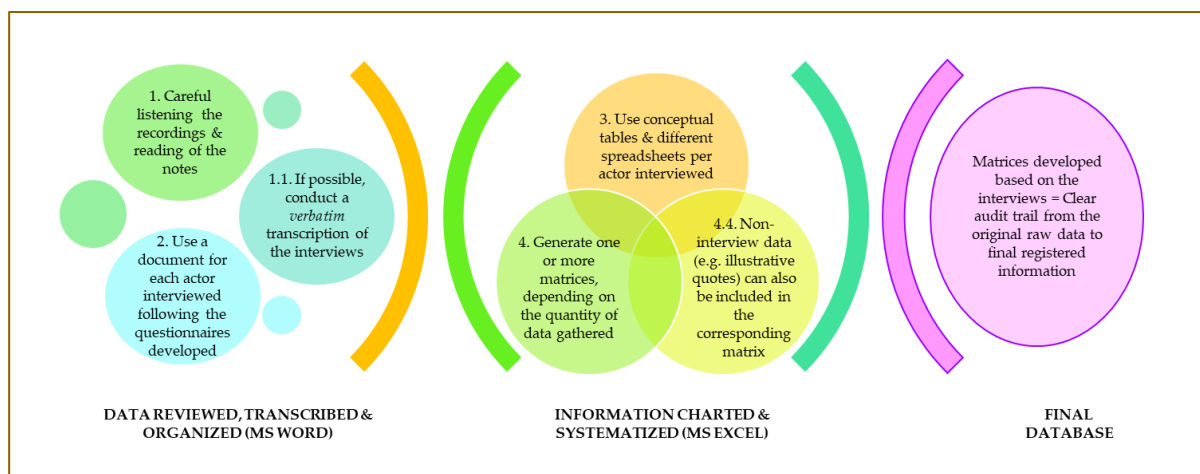 1. Careful
listening the
recordings &
reading of the
notes
1.1. If possible,
conduct a
verbatim
transcription of
the interviews
2. Use a
document for
each actor
interviewed
following the
questionnaires
developed
DATA REVIEWED, TRANSCRIBED &
ORGANIZED (MS WORD)
3. Use conceptual
tables & different
spreadsheets per
actor interviewed
4. Generate one
or more
matrices,
depending on
the quantity of
data gathered
4.4. Non-
interview data
(e.g. illustrative
quotes) can also
be included in
the
corresponding
matrix
INFORMATION CHARTED &
SYSTEMATIZED (MS EXCEL)
Matrices developed
based on the
interviews = Clear
audit trail from the
original raw data to
final registered
information
FINAL
DATABASE